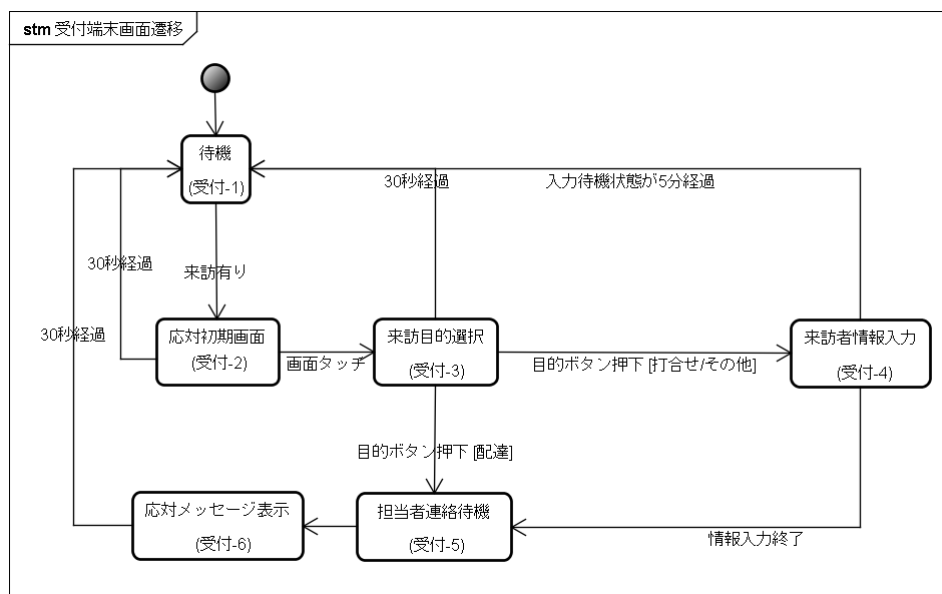 stm 受付端末画面遷移
待機
(受付-1)
30秒経過
入力待機状態が5分経過
30秒経過
来訪有り
30秒経過
応対初期画面
(受付-2)
画面タッチ
来訪目的選択
(受付-3)
目的ボタン押下 [打合せ/その他]
来訪者情報入力
(受付-4)
目的ボタン押下 [配達]
応対メッセージ表示
(受付-6)
担当者連絡待機
(受付-5)
情報入力終了